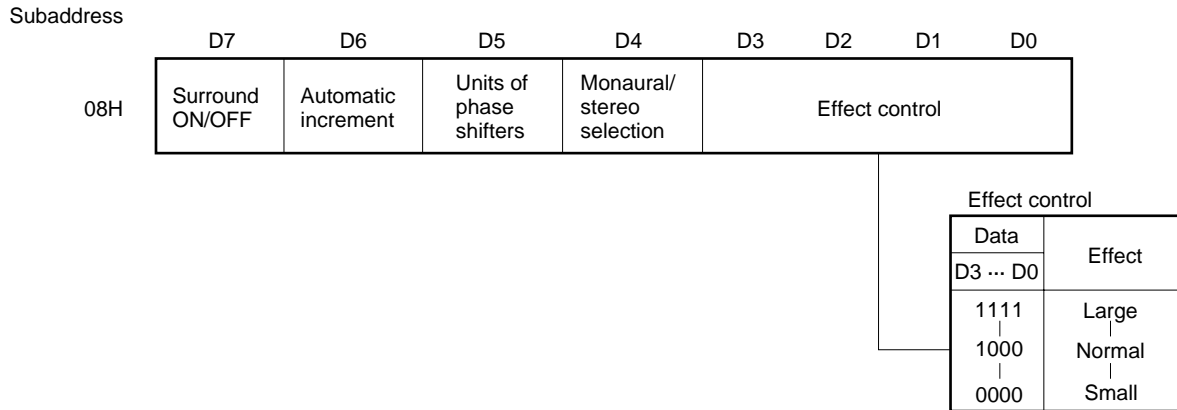 Subaddress
D7 D6 D5 D4 D3 D2 D1 D0
08H
Surround
ON/OFF
Automatic
increment
Units of
phase
shifters
Monaural/
stereo
selection
Effect control
Effect control
Data
Effect
D3 ··· D0
1111 Large
1000 Normal
0000 Small